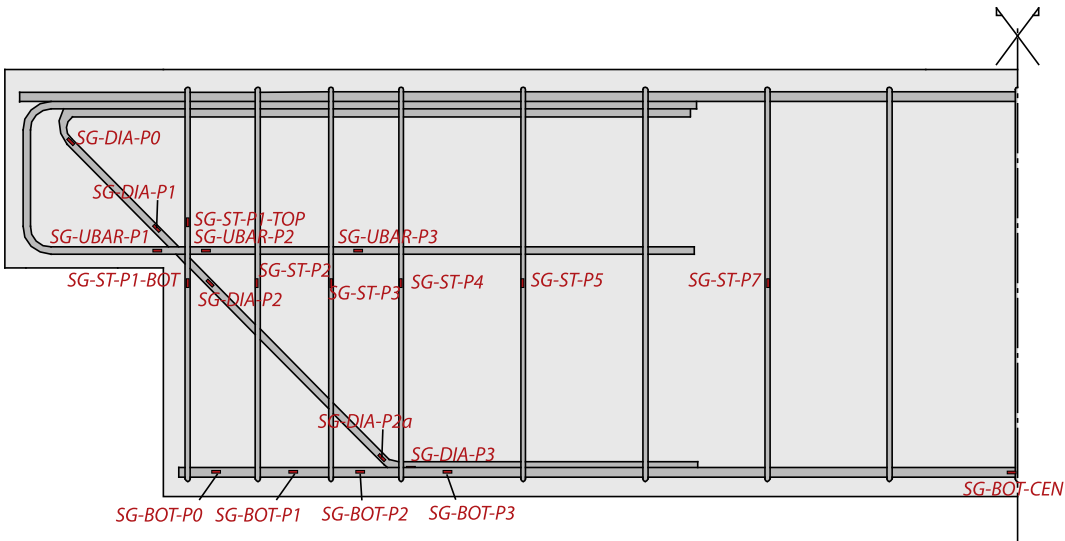 SG-DIA-P0
SG-DIA-P1
SG-ST-P1-TOP
SG-UBAR-P1
SG-UBAR-P2
SG-UBAR-P3
SG-ST-P1-BOT
SG-ST-P2
SG-DIA-P2
SG-ST-P3
SG-ST-P4
SG-ST-P5
SG-ST-P7
SG-DIA-P2a
SG-DIA-P3
SG-BOT-CEN
SG-BOT-P0
SG-BOT-P1
SG-BOT-P2
SG-BOT-P3